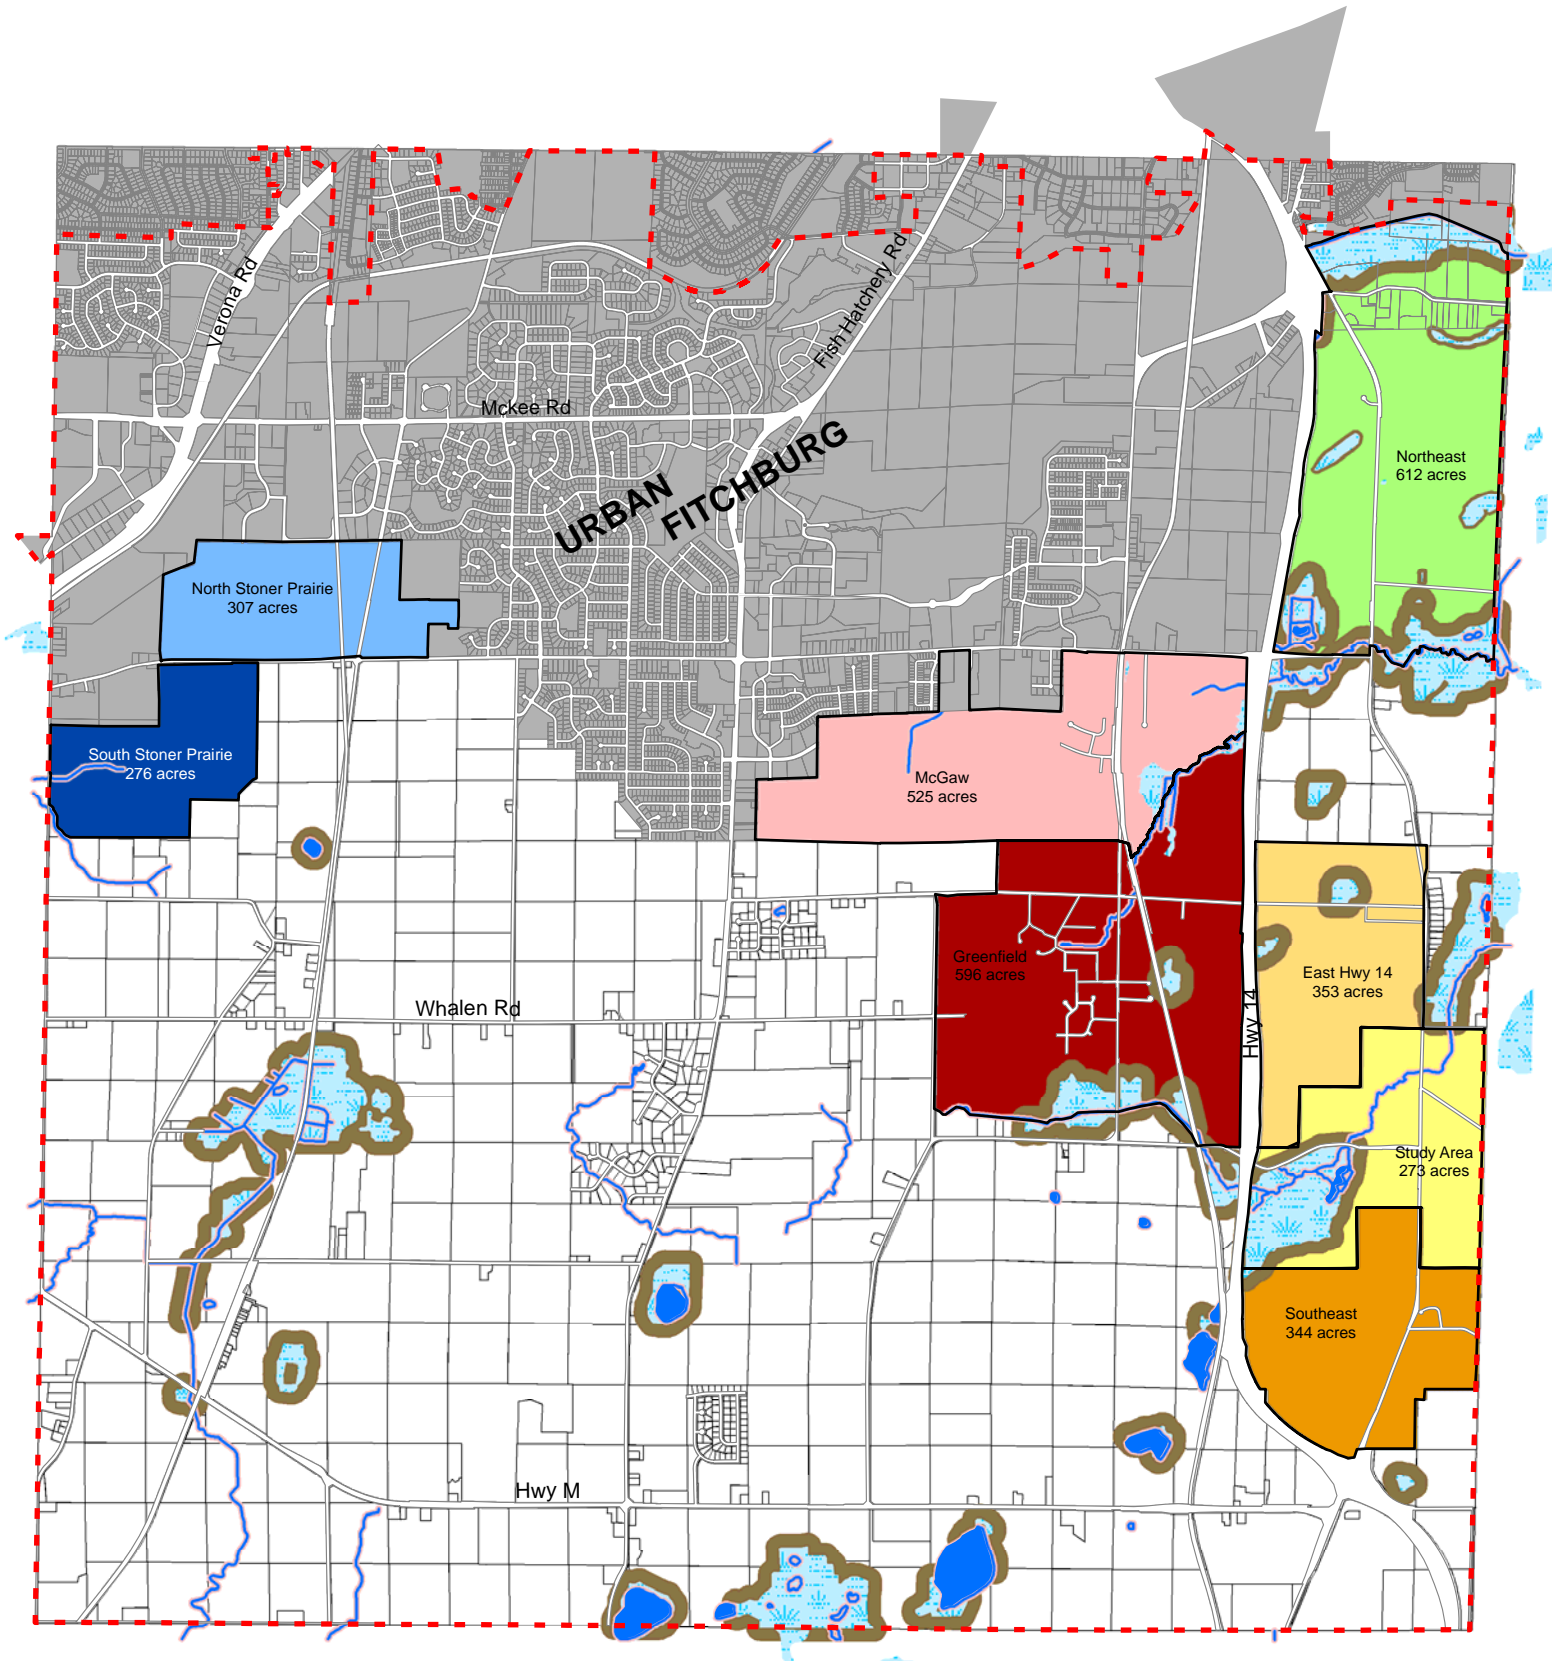 Verona Rd
Fish Hatchery Rd
Mckee Rd
URBAN
FITCHBURG
Northeast
612 acres
North Stoner Prairie
307 acres
South Stoner Prairie
276 acres
McGaw
525 acres
Greenfield
596 acres
East Hwy 14
353 acres
Whalen Rd
Hwy 14
Study Area
273 acres
Southeast
344 acres
Hwy M